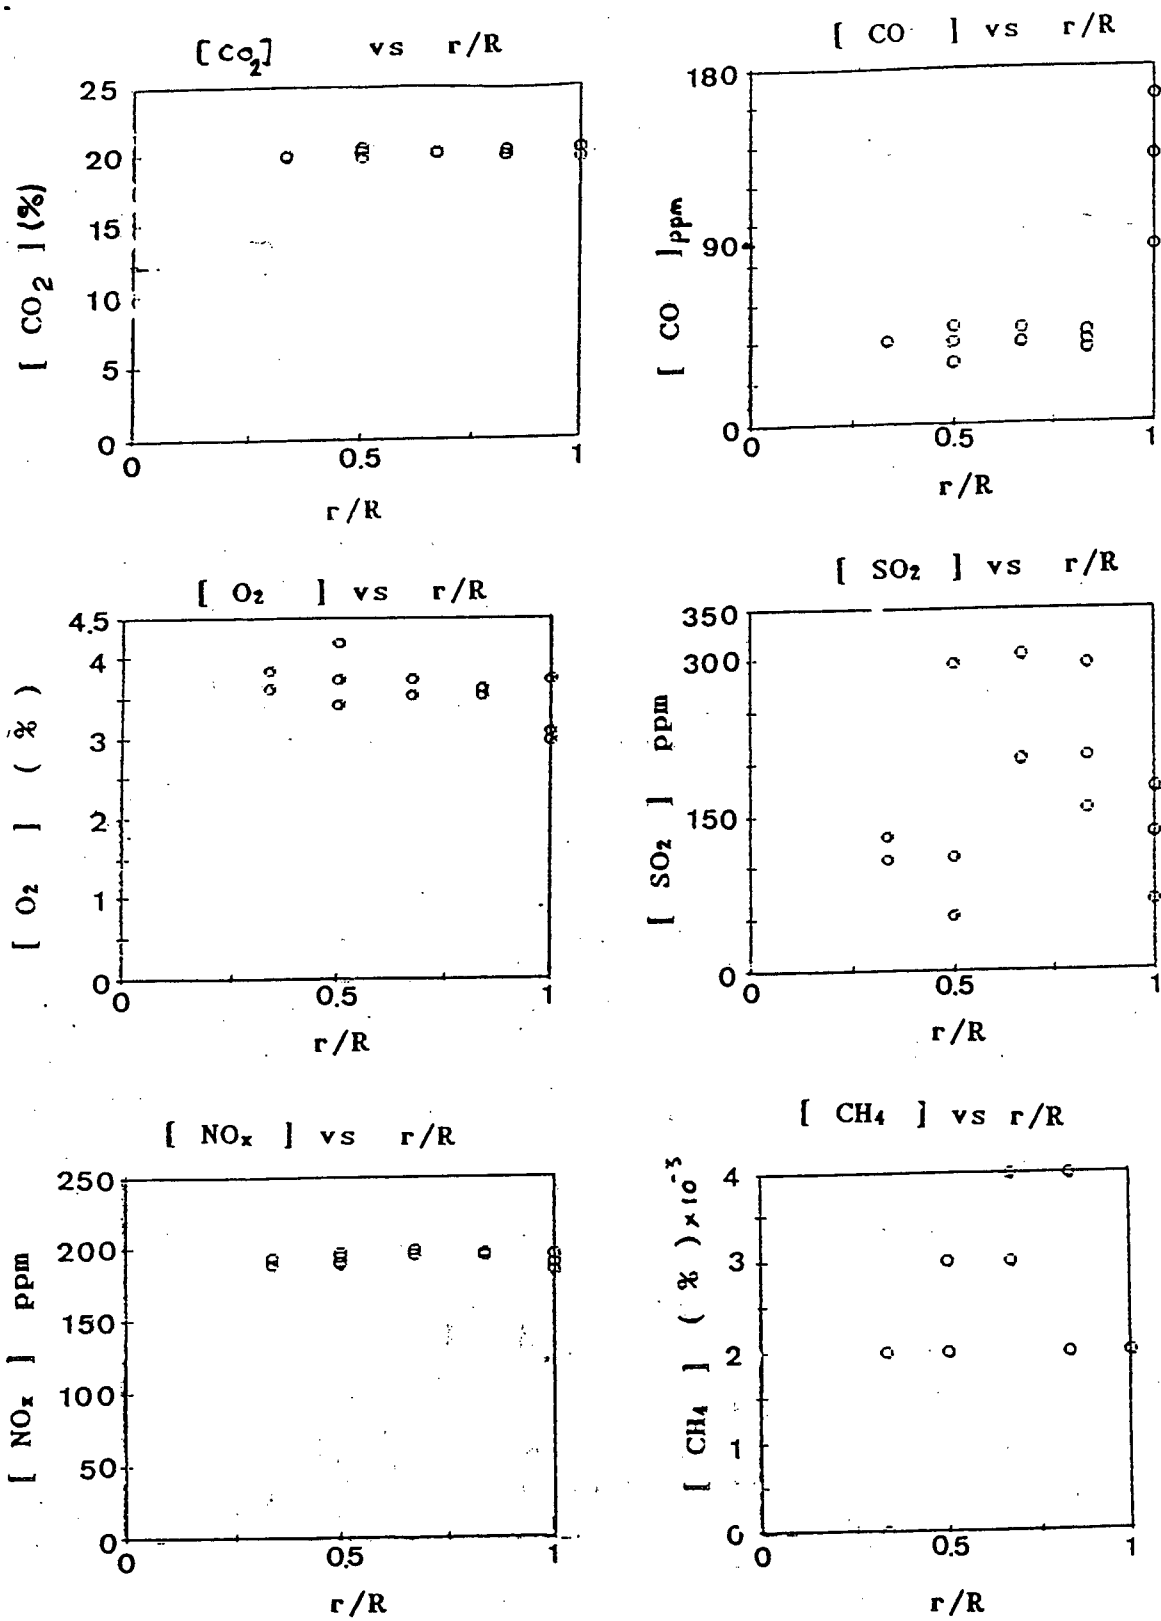 [CO2] vs r/R
[ CO2 ] (%)
25
20
15
10
5
0
0
0.5
1
r/R
[ CO ] vs r/R
[ CO ]ppm
180
90
0
0
0.5
1
r/R
[ O2 ] vs r/R
[ O2 ] ( % )
4.5
4
3
2
1
0
0
0.5
1
r/R
[ SO2 ] vs r/R
[ SO2 ] ppm
350
300
150
0
0
0.5
1
r/R
[ NOx ] vs r/R
[ NOx ] ppm
250
200
150
100
50
0
0
0.5
1
r/R
[ CH4 ] vs r/R
[ CH4 ] ( % )x10-3
4
3
2
1
0
0
0.5
1
r/R